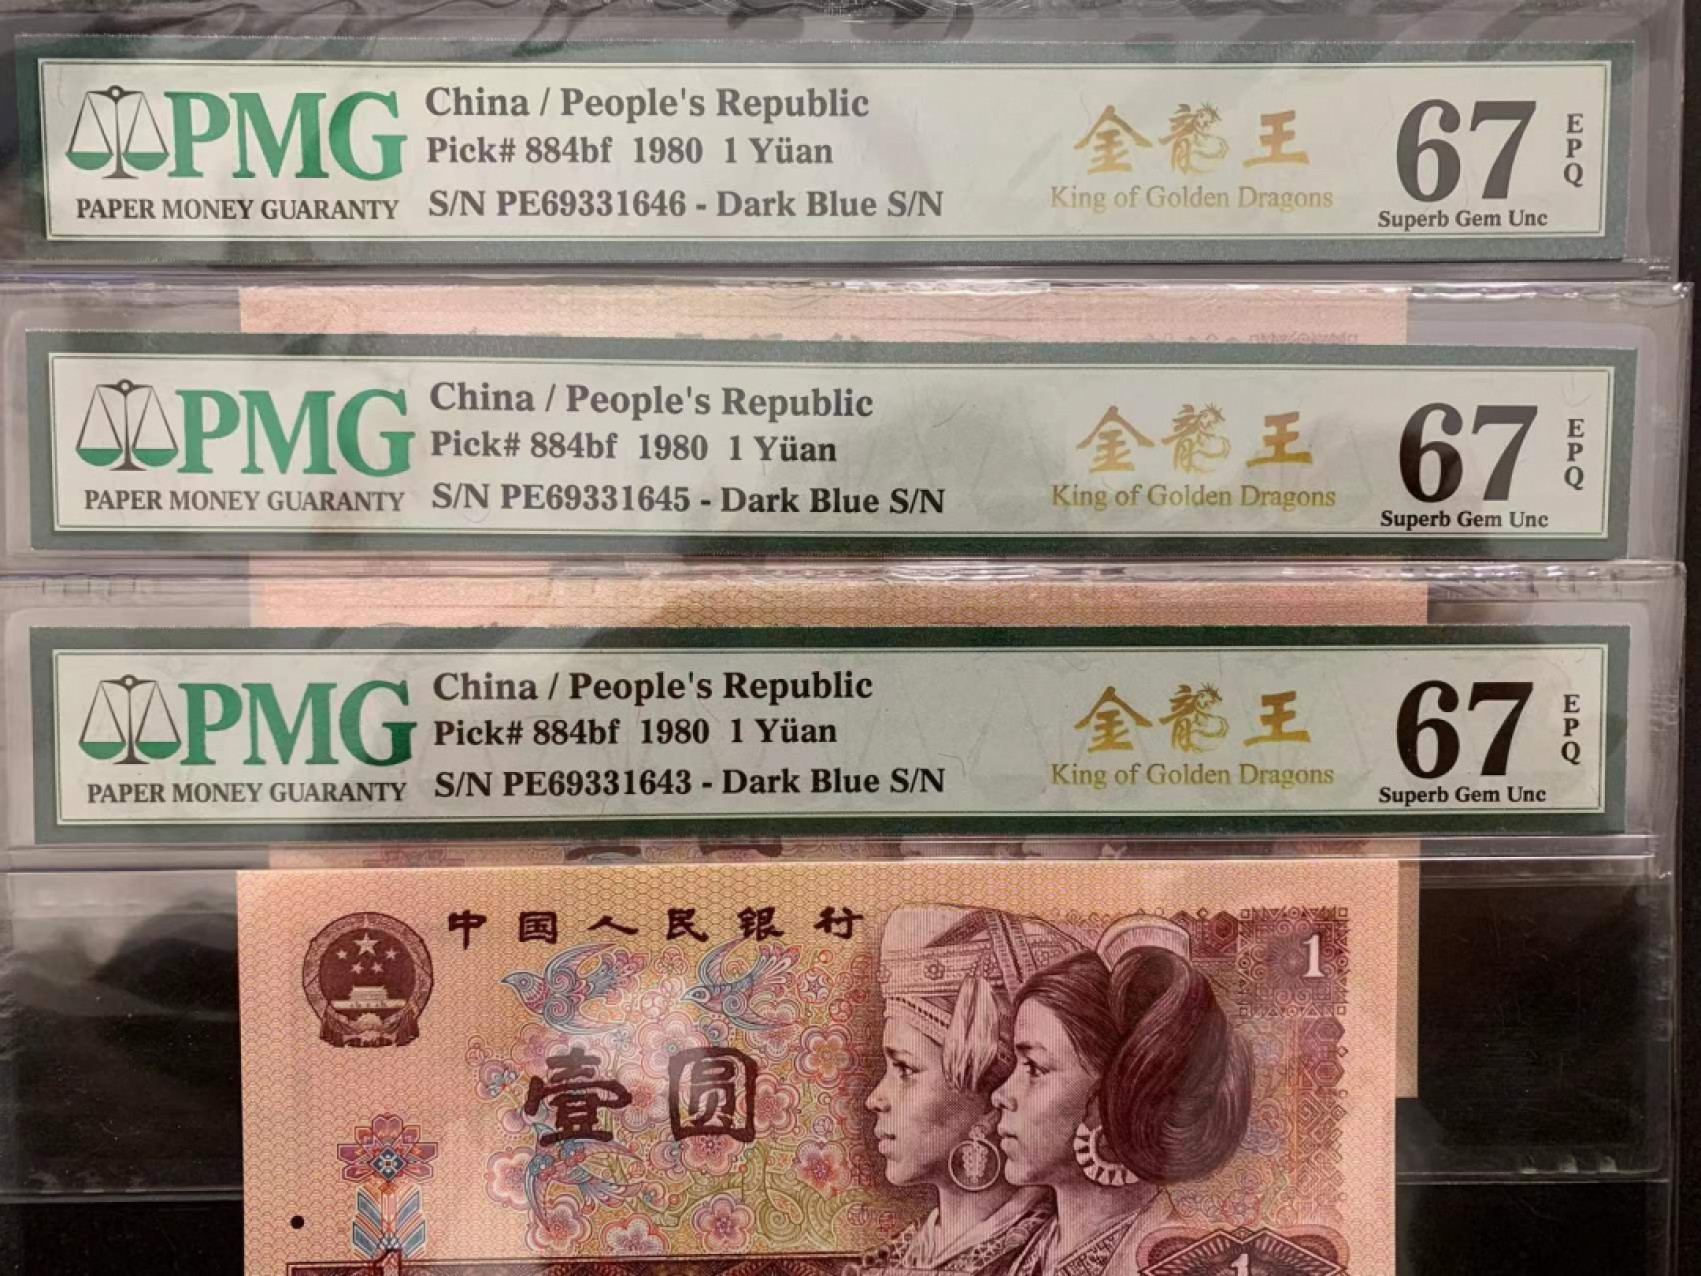 PMG
PAPER MONEY GUARANTY
China / People's Republic
Pick# 884bf 1980 1 Yüan
S/N PE69331646 - Dark Blue S/N
金龍王
King of Golden Dragons
67
EPQ
Superb Gem Unc
PMG
PAPER MONEY GUARANTY
China / People's Republic
Pick# 884bf 1980 1 Yüan
S/N PE69331645 - Dark Blue S/N
金龍王
King of Golden Dragons
67
EPQ
Superb Gem Unc
PMG
PAPER MONEY GUARANTY
China / People's Republic
Pick# 884bf 1980 1 Yüan
S/N PE69331643 - Dark Blue S/N
金龍王
King of Golden Dragons
67
EPQ
Superb Gem Unc
中国人民银行
1
壹圆
1